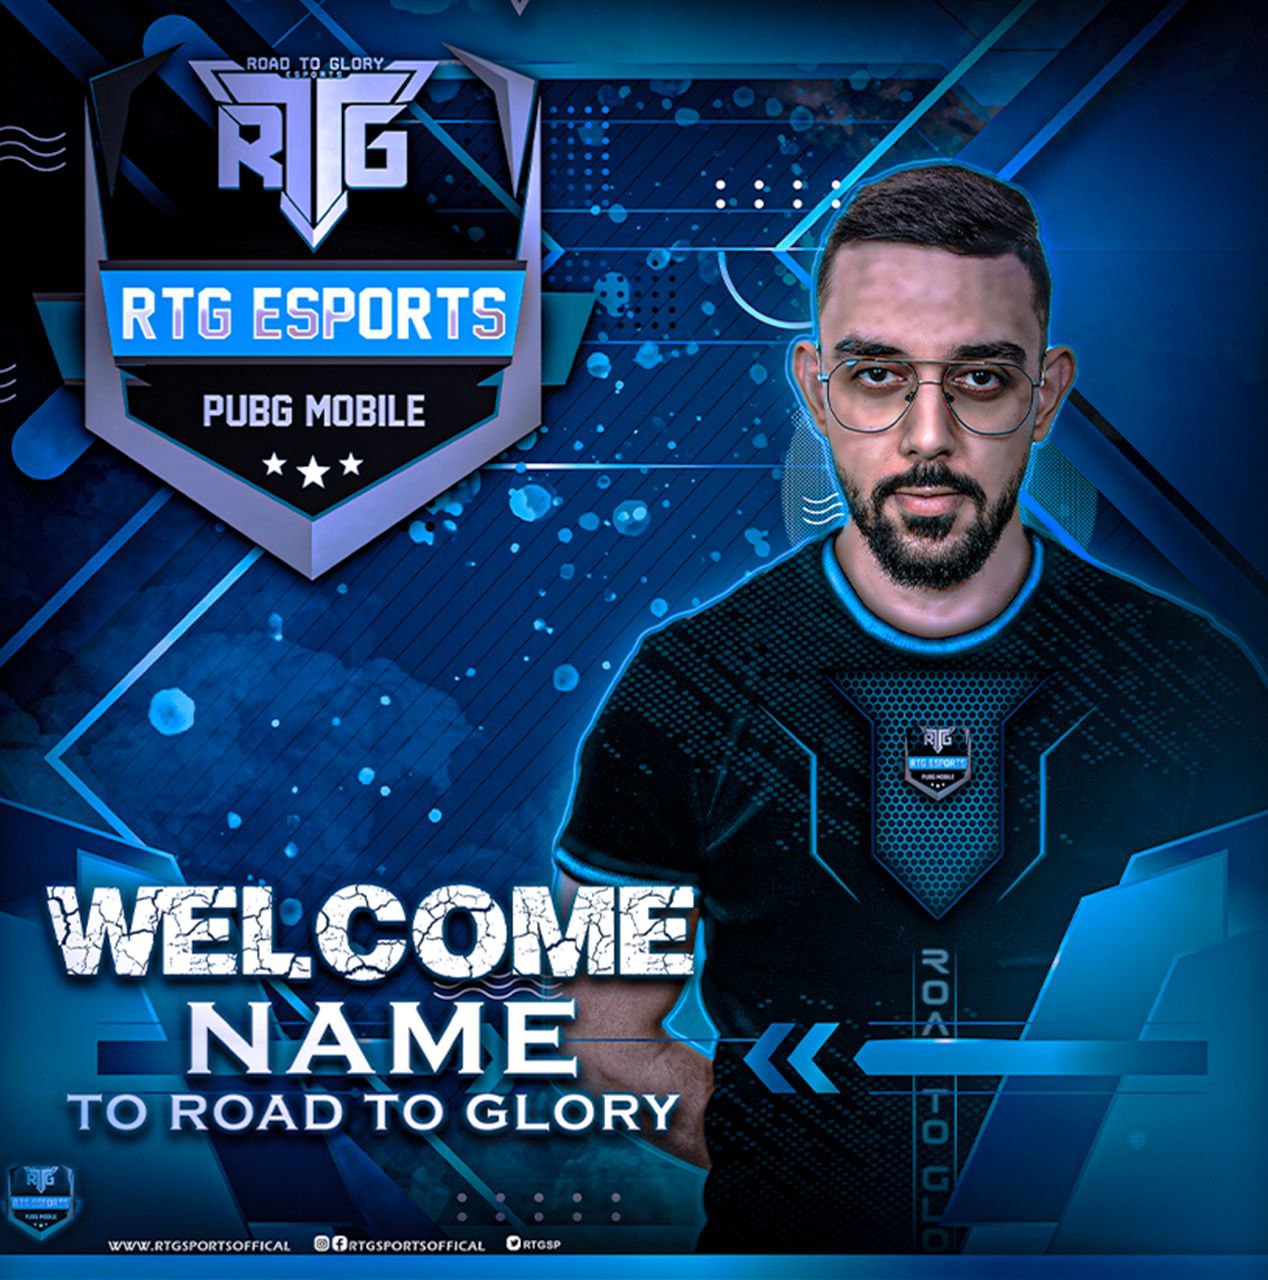 ROAD TO GLORY
ESPORTS
RTG
RTG ESPORTS
PUBG MOBILE
RTG
RTG ESPORTS
PUBG MOBILE
WELCOME
NAME
TO ROAD TO GLORY
ROA
TO GLO
RTG
RTG ESPORTS
PUBG MOBILE
WWW.RTGSPORTSOFFICAL
RTGSPORTSOFFICAL
RTGSP